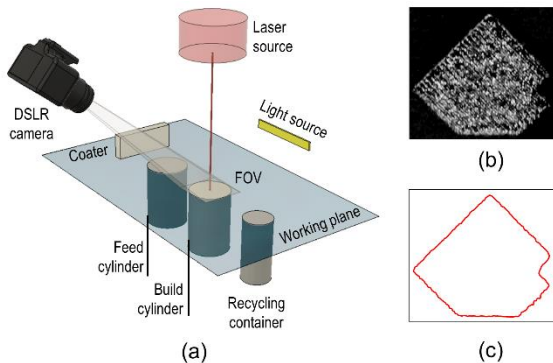 Laser
source
DSLR
camera
Light source
Coater
FOV
Working plane
Feed
cylinder
Build
cylinder
Recycling
container
(a)
(b)
(c)